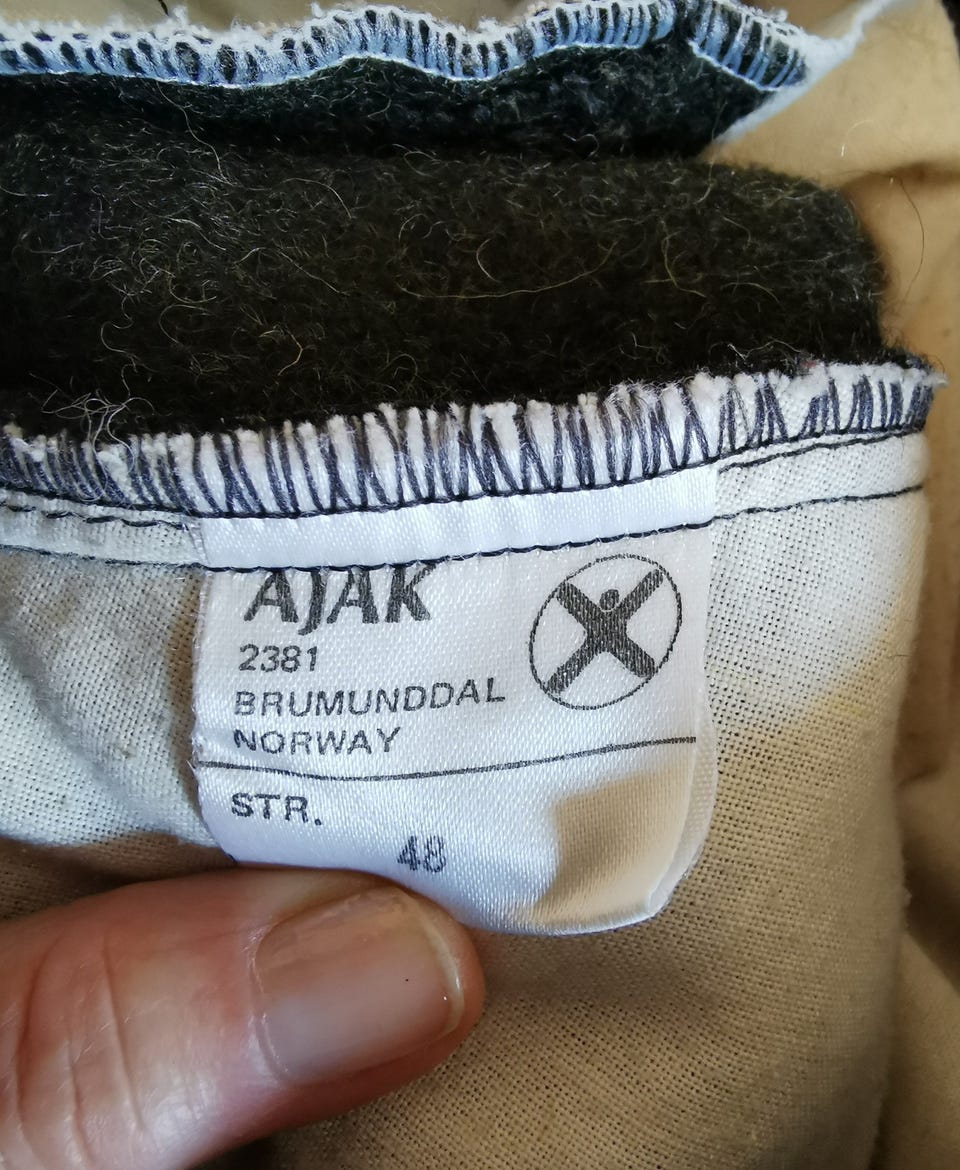 AJAK
2381
BRUMUNDDAL
NORWAY
STR.
48